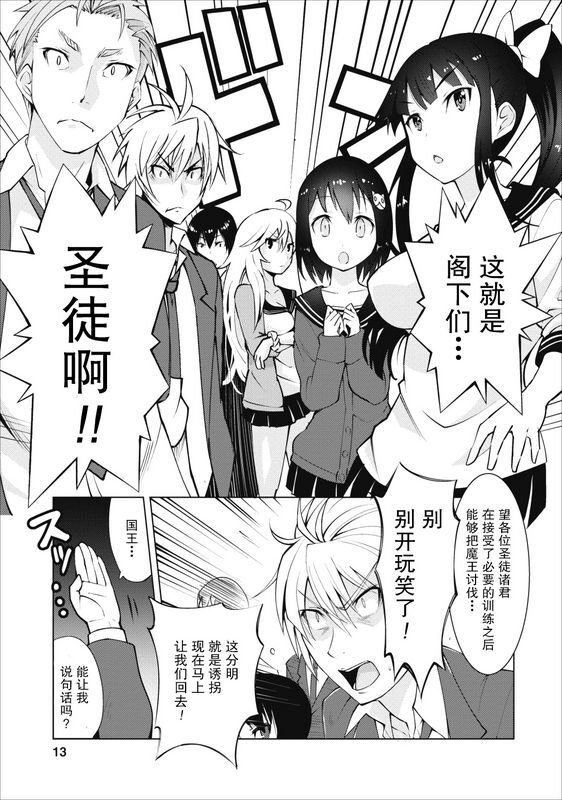 这就是
阁下们…
圣徒啊!!
望各位圣徒诸君
在接受了必要的训练之后
能够把魔王讨伐…
别
别开玩笑了!
这分明
就是诱拐
现在马上
让我们回去!
スッ…
国王…
能让我
说句话吗?
13